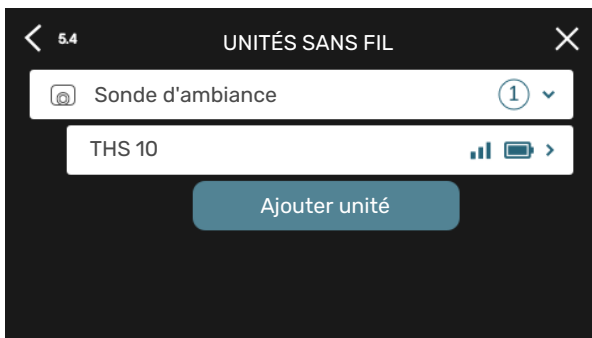 5.4 UNITÉS SANS FIL
Sonde d'ambiance 1
THS 10
Ajouter unité